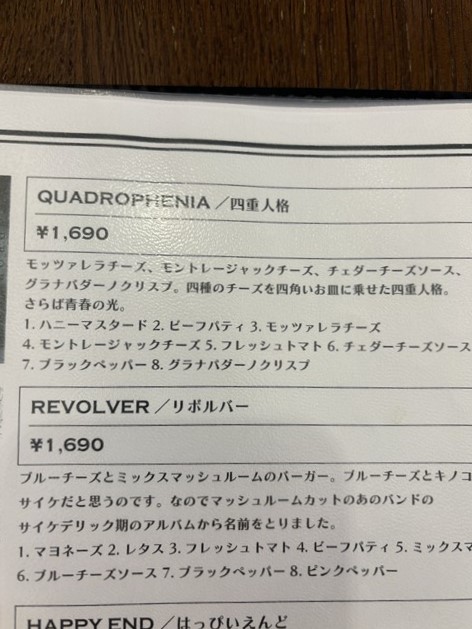 QUADROPHENIA／四重人格
¥1,690
モッツァレラチーズ、モントレージャックチーズ、チェダーチーズソース、
グラナパダーノクリスプ。四種のチーズを四角いお皿に乗せた四重人格。
さらば青春の光。
1. ハニーマスタード 2. ビーフパティ 3. モッツァレラチーズ
4. モントレージャックチーズ 5. フレッシュトマト 6. チェダーチーズソース
7. ブラックペッパー 8. グラナパダーノクリスプ
REVOLVER／リボルバー
¥1,690
ブルーチーズとミックスマッシュルームのバーガー。ブルーチーズとキノコ
サイケだと思うのです。なのでマッシュルームカットのあのバンドの
サイケデリック期のアルバムから名前をとりました。
1. マヨネーズ 2. レタス 3. フレッシュトマト 4. ビーフパティ 5. ミックスマ
6. ブルーチーズソース 7. ブラックペッパー 8. ピンクペッパー
HAPPY END／はっぴいえんど